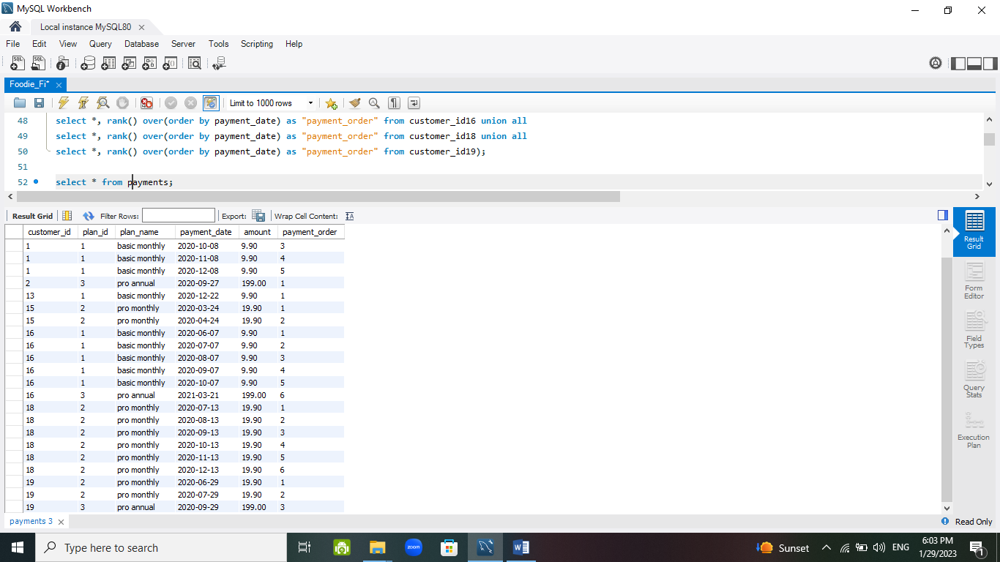 MySQL Workbench
Local instance MySQL80
File Edit View Query Database Server Tools Scripting Help
Foodie_Fi*
Limit to 1000 rows
48 select *, rank() over(order by payment_date) as "payment_order" from customer_id16 union all
49 select *, rank() over(order by payment_date) as "payment_order" from customer_id18 union all
50 select *, rank() over(order by payment_date) as "payment_order" from customer_id19);
51
52 select * from payments;
Result Grid Filter Rows: Export: Wrap Cell Content:
customer_id plan_id plan_name payment_date amount payment_order
1 1 basic monthly 2020-10-08 9.90 3
1 1 basic monthly 2020-11-08 9.90 4
1 1 basic monthly 2020-12-08 9.90 5
2 3 pro annual 2020-09-27 199.00 1
13 1 basic monthly 2020-12-22 9.90 1
15 2 pro monthly 2020-03-24 19.90 1
15 2 pro monthly 2020-04-24 19.90 2
16 1 basic monthly 2020-06-07 9.90 1
16 1 basic monthly 2020-07-07 9.90 2
16 1 basic monthly 2020-08-07 9.90 3
16 1 basic monthly 2020-09-07 9.90 4
16 1 basic monthly 2020-10-07 9.90 5
16 3 pro annual 2021-03-21 199.00 6
18 2 pro monthly 2020-07-13 19.90 1
18 2 pro monthly 2020-08-13 19.90 2
18 2 pro monthly 2020-09-13 19.90 3
18 2 pro monthly 2020-10-13 19.90 4
18 2 pro monthly 2020-11-13 19.90 5
18 2 pro monthly 2020-12-13 19.90 6
19 2 pro monthly 2020-06-29 19.90 1
19 2 pro monthly 2020-07-29 19.90 2
19 3 pro annual 2020-09-29 199.00 3
Result
Grid
Form
Editor
Field
Types
Query
Stats
Execution
Plan
payments 3
Read Only
Type here to search
zoom
Sunset
ENG
6:03 PM
1/29/2023
1